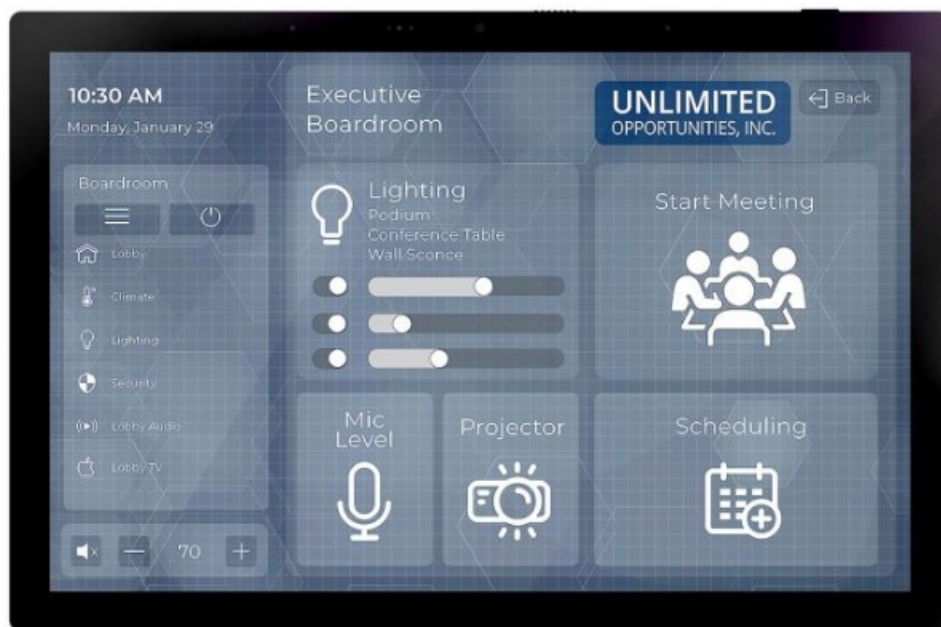 10:30 AM
Monday, January 29
Boardroom
Lobby
Climate
Lighting
Security
Lobby Audio
Lobby TV
70
Executive
Boardroom
UNLIMITED
OPPORTUNITIES, INC.
Back
Lighting
Podium
Conference Table
Wall Sconce
Start Meeting
Mic
Level
Projector
Scheduling